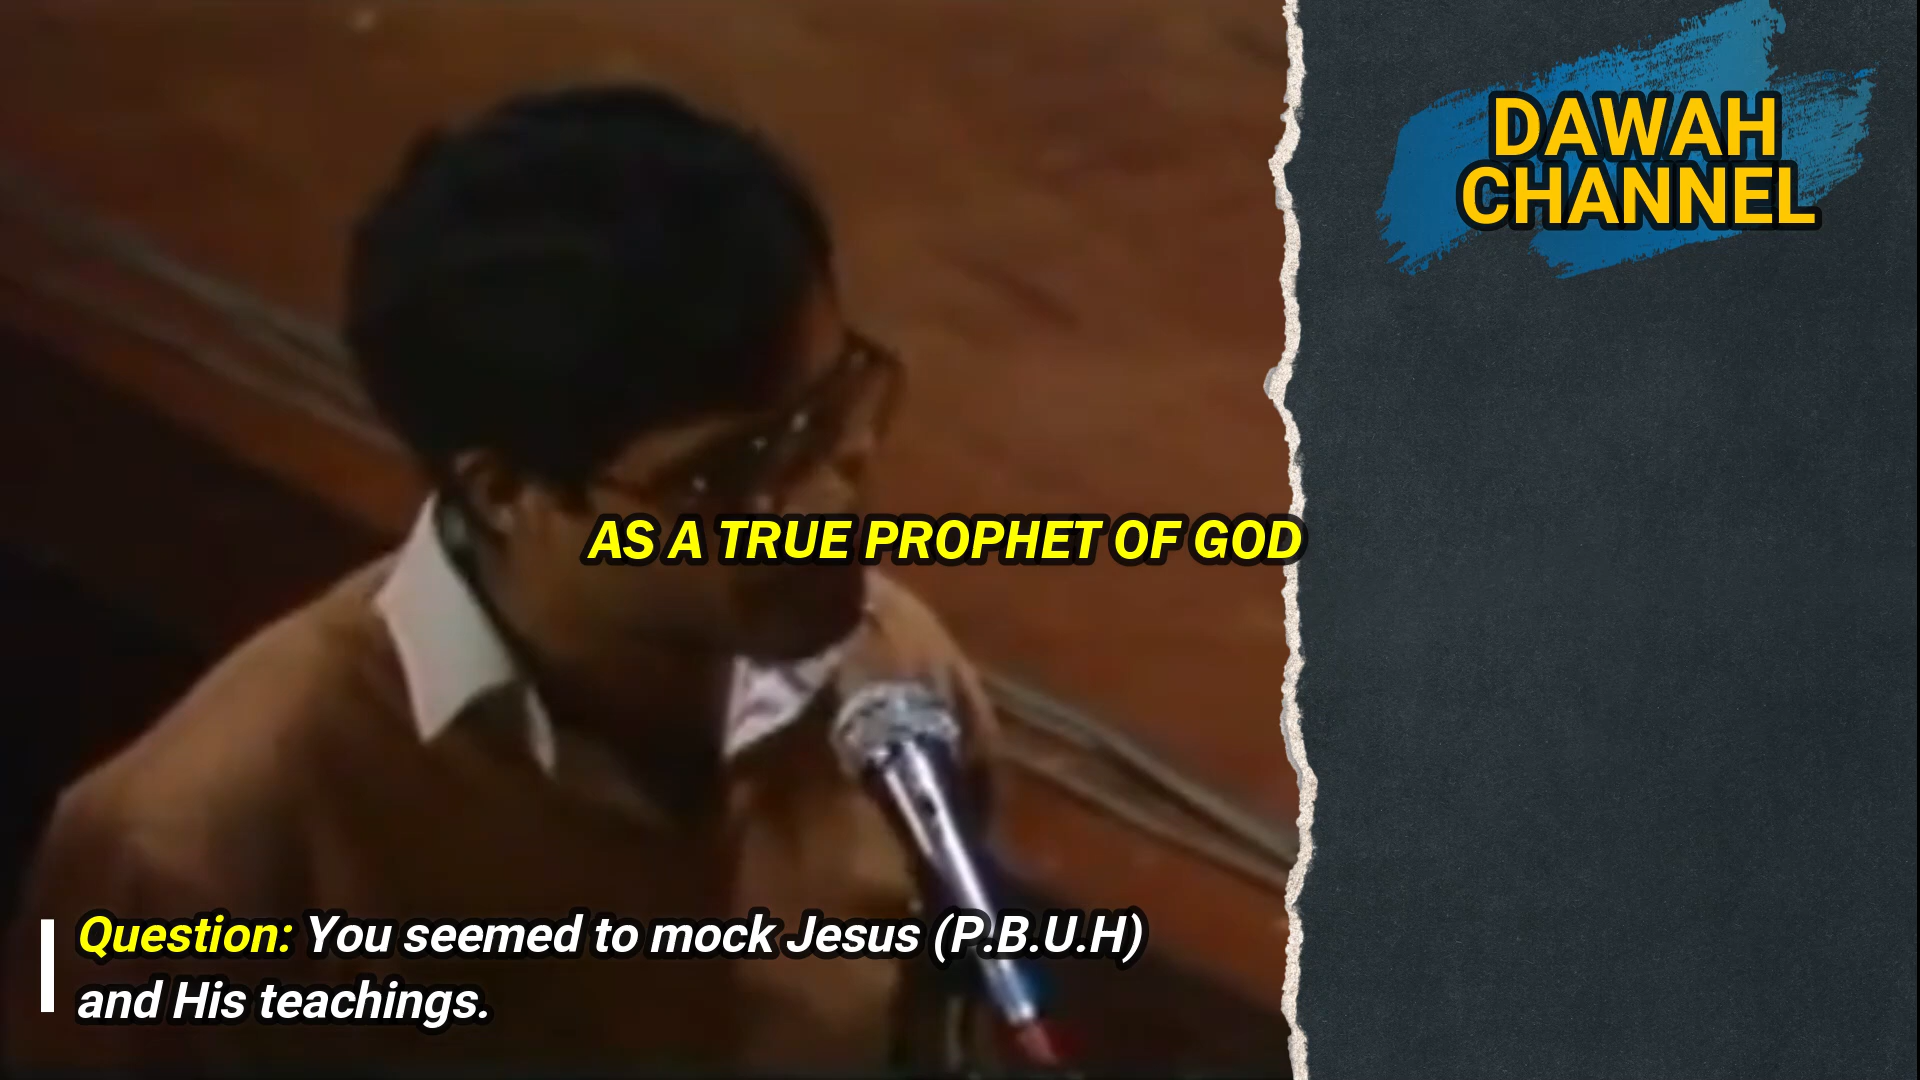 DAWAH
CHANNEL
AS A TRUE PROPHET OF GOD
Question: You seemed to mock Jesus (P.B.U.H)
and His teachings.